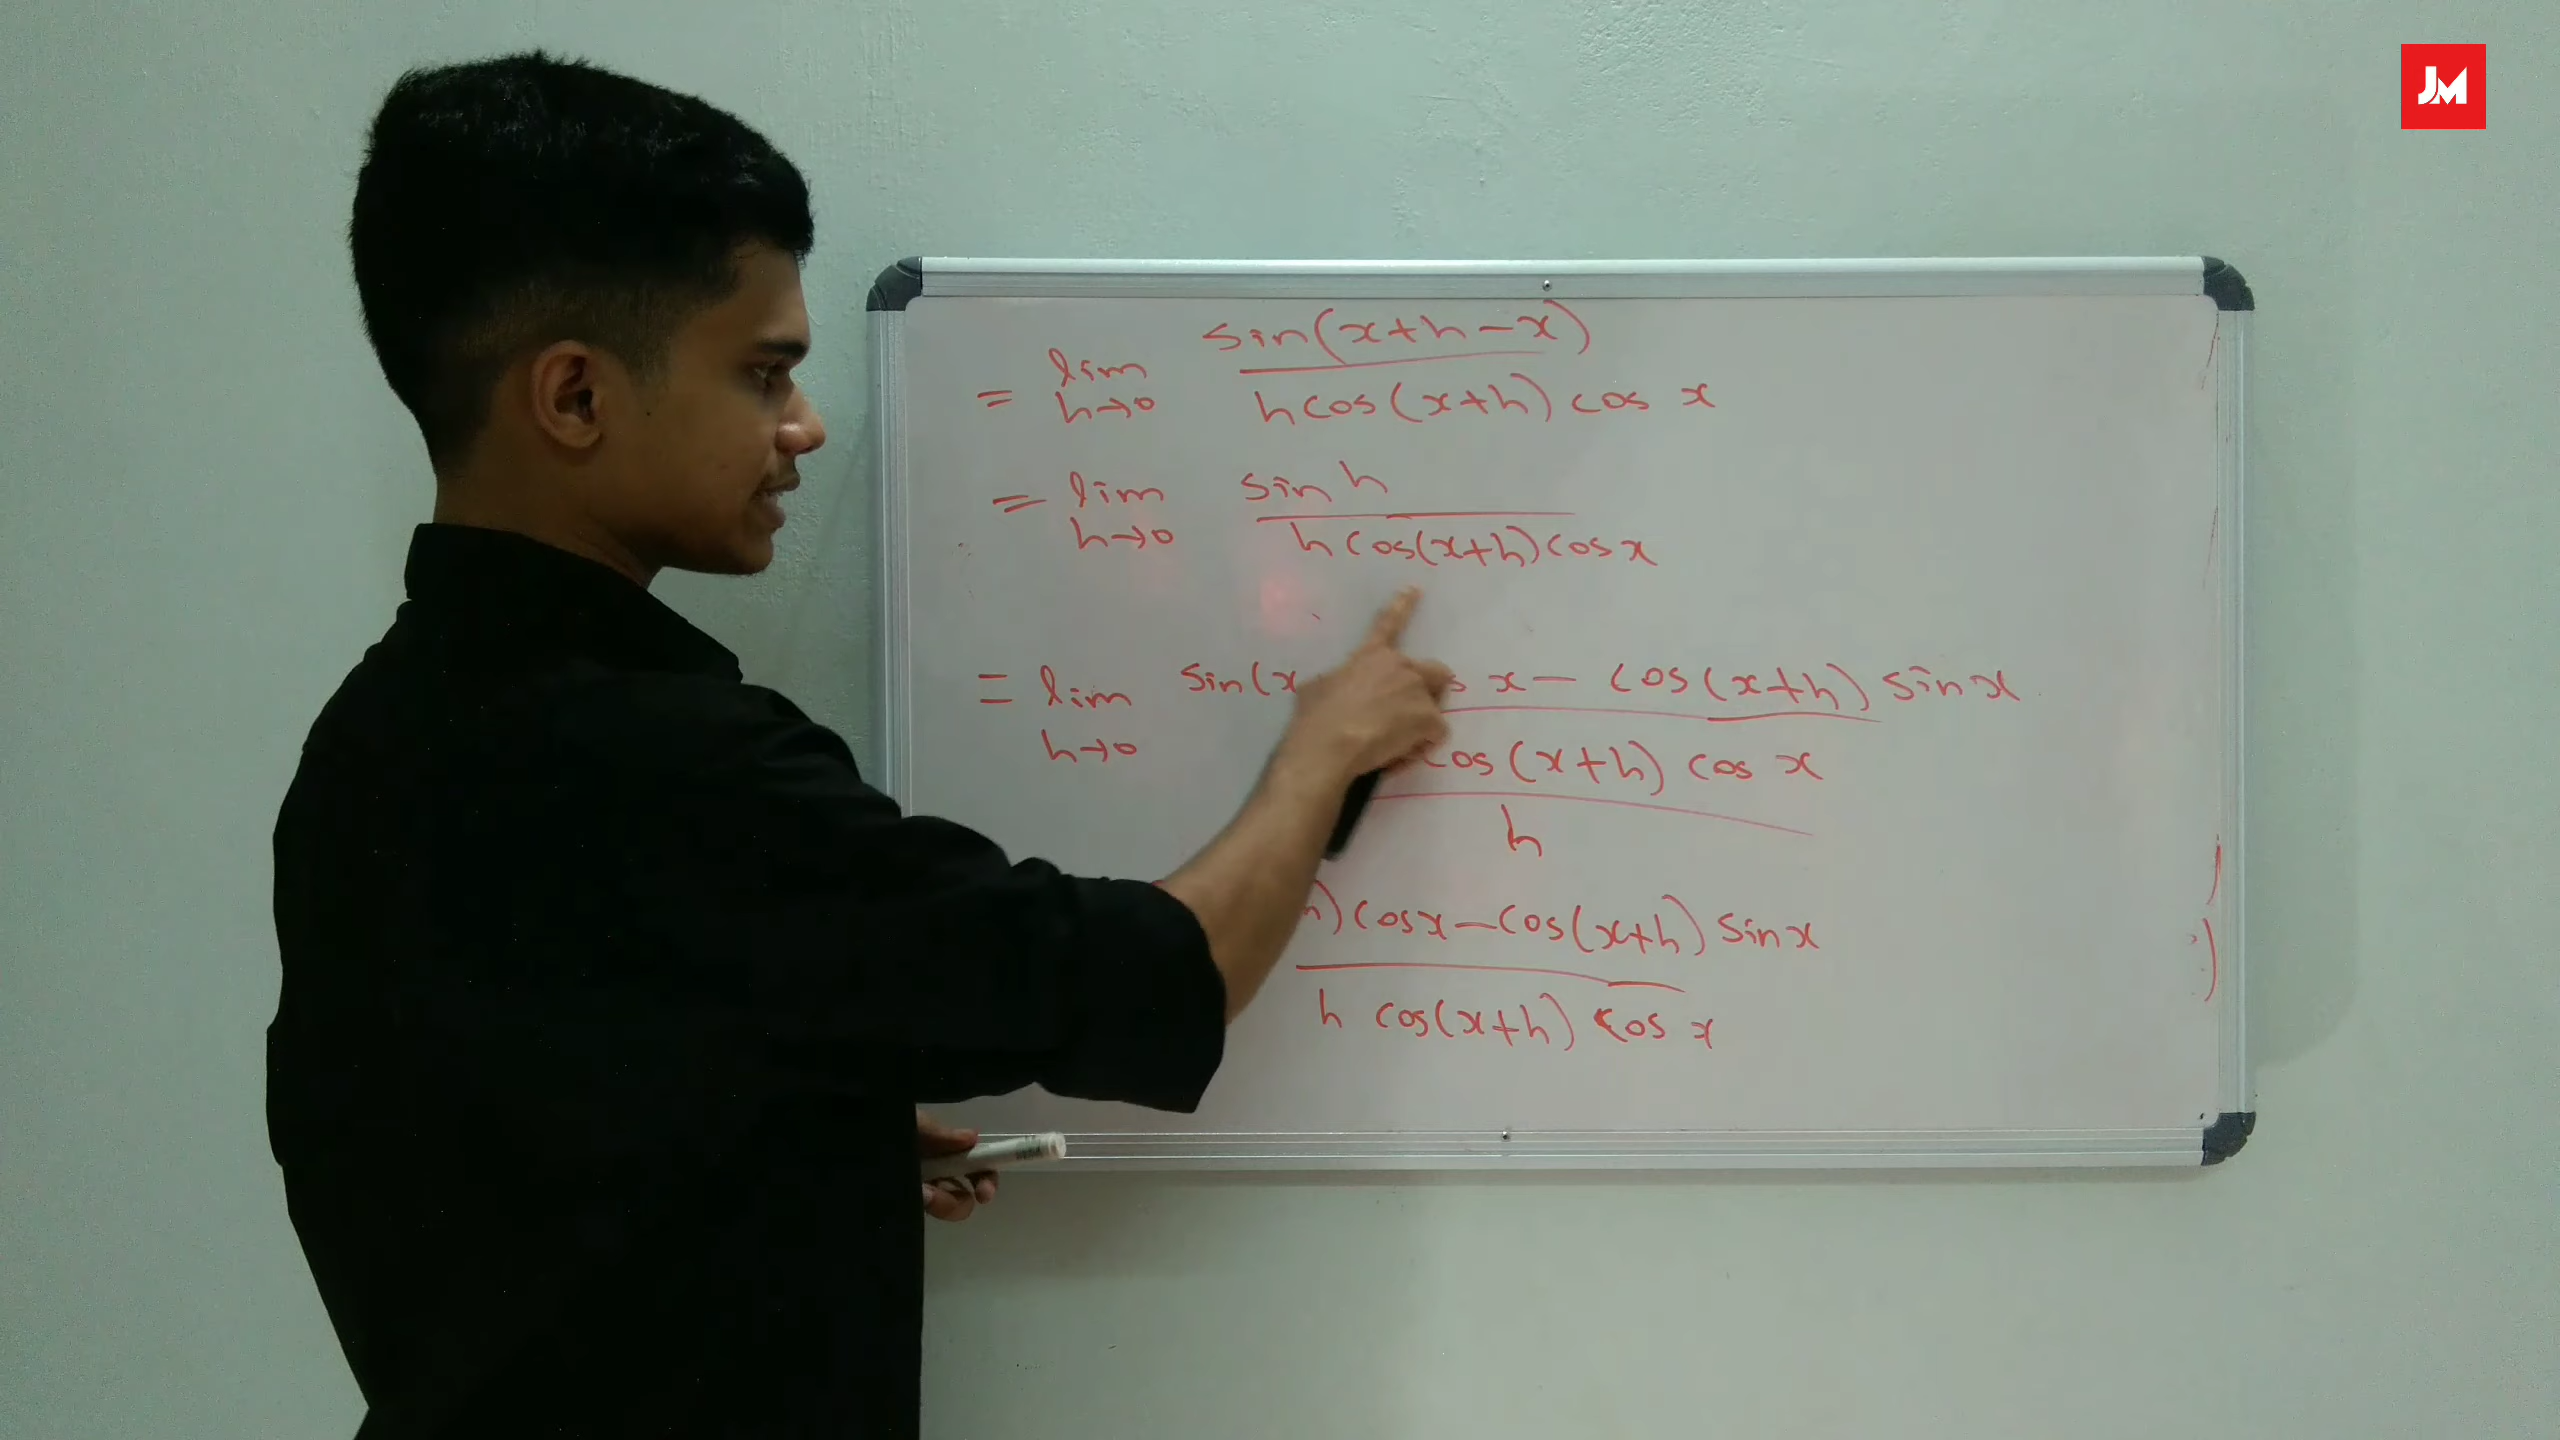 JM
sin(x+h-x)
= lim
h→0 hcos(x+h) cos x
= lim sin h
h→0 h cos(x+h) cos x
= lim sin(x x - cos(x+h) sin x
h→0 cos(x+h) cos x
h
h) cos x - cos(x+h) sin x
h cos(x+h) cos x